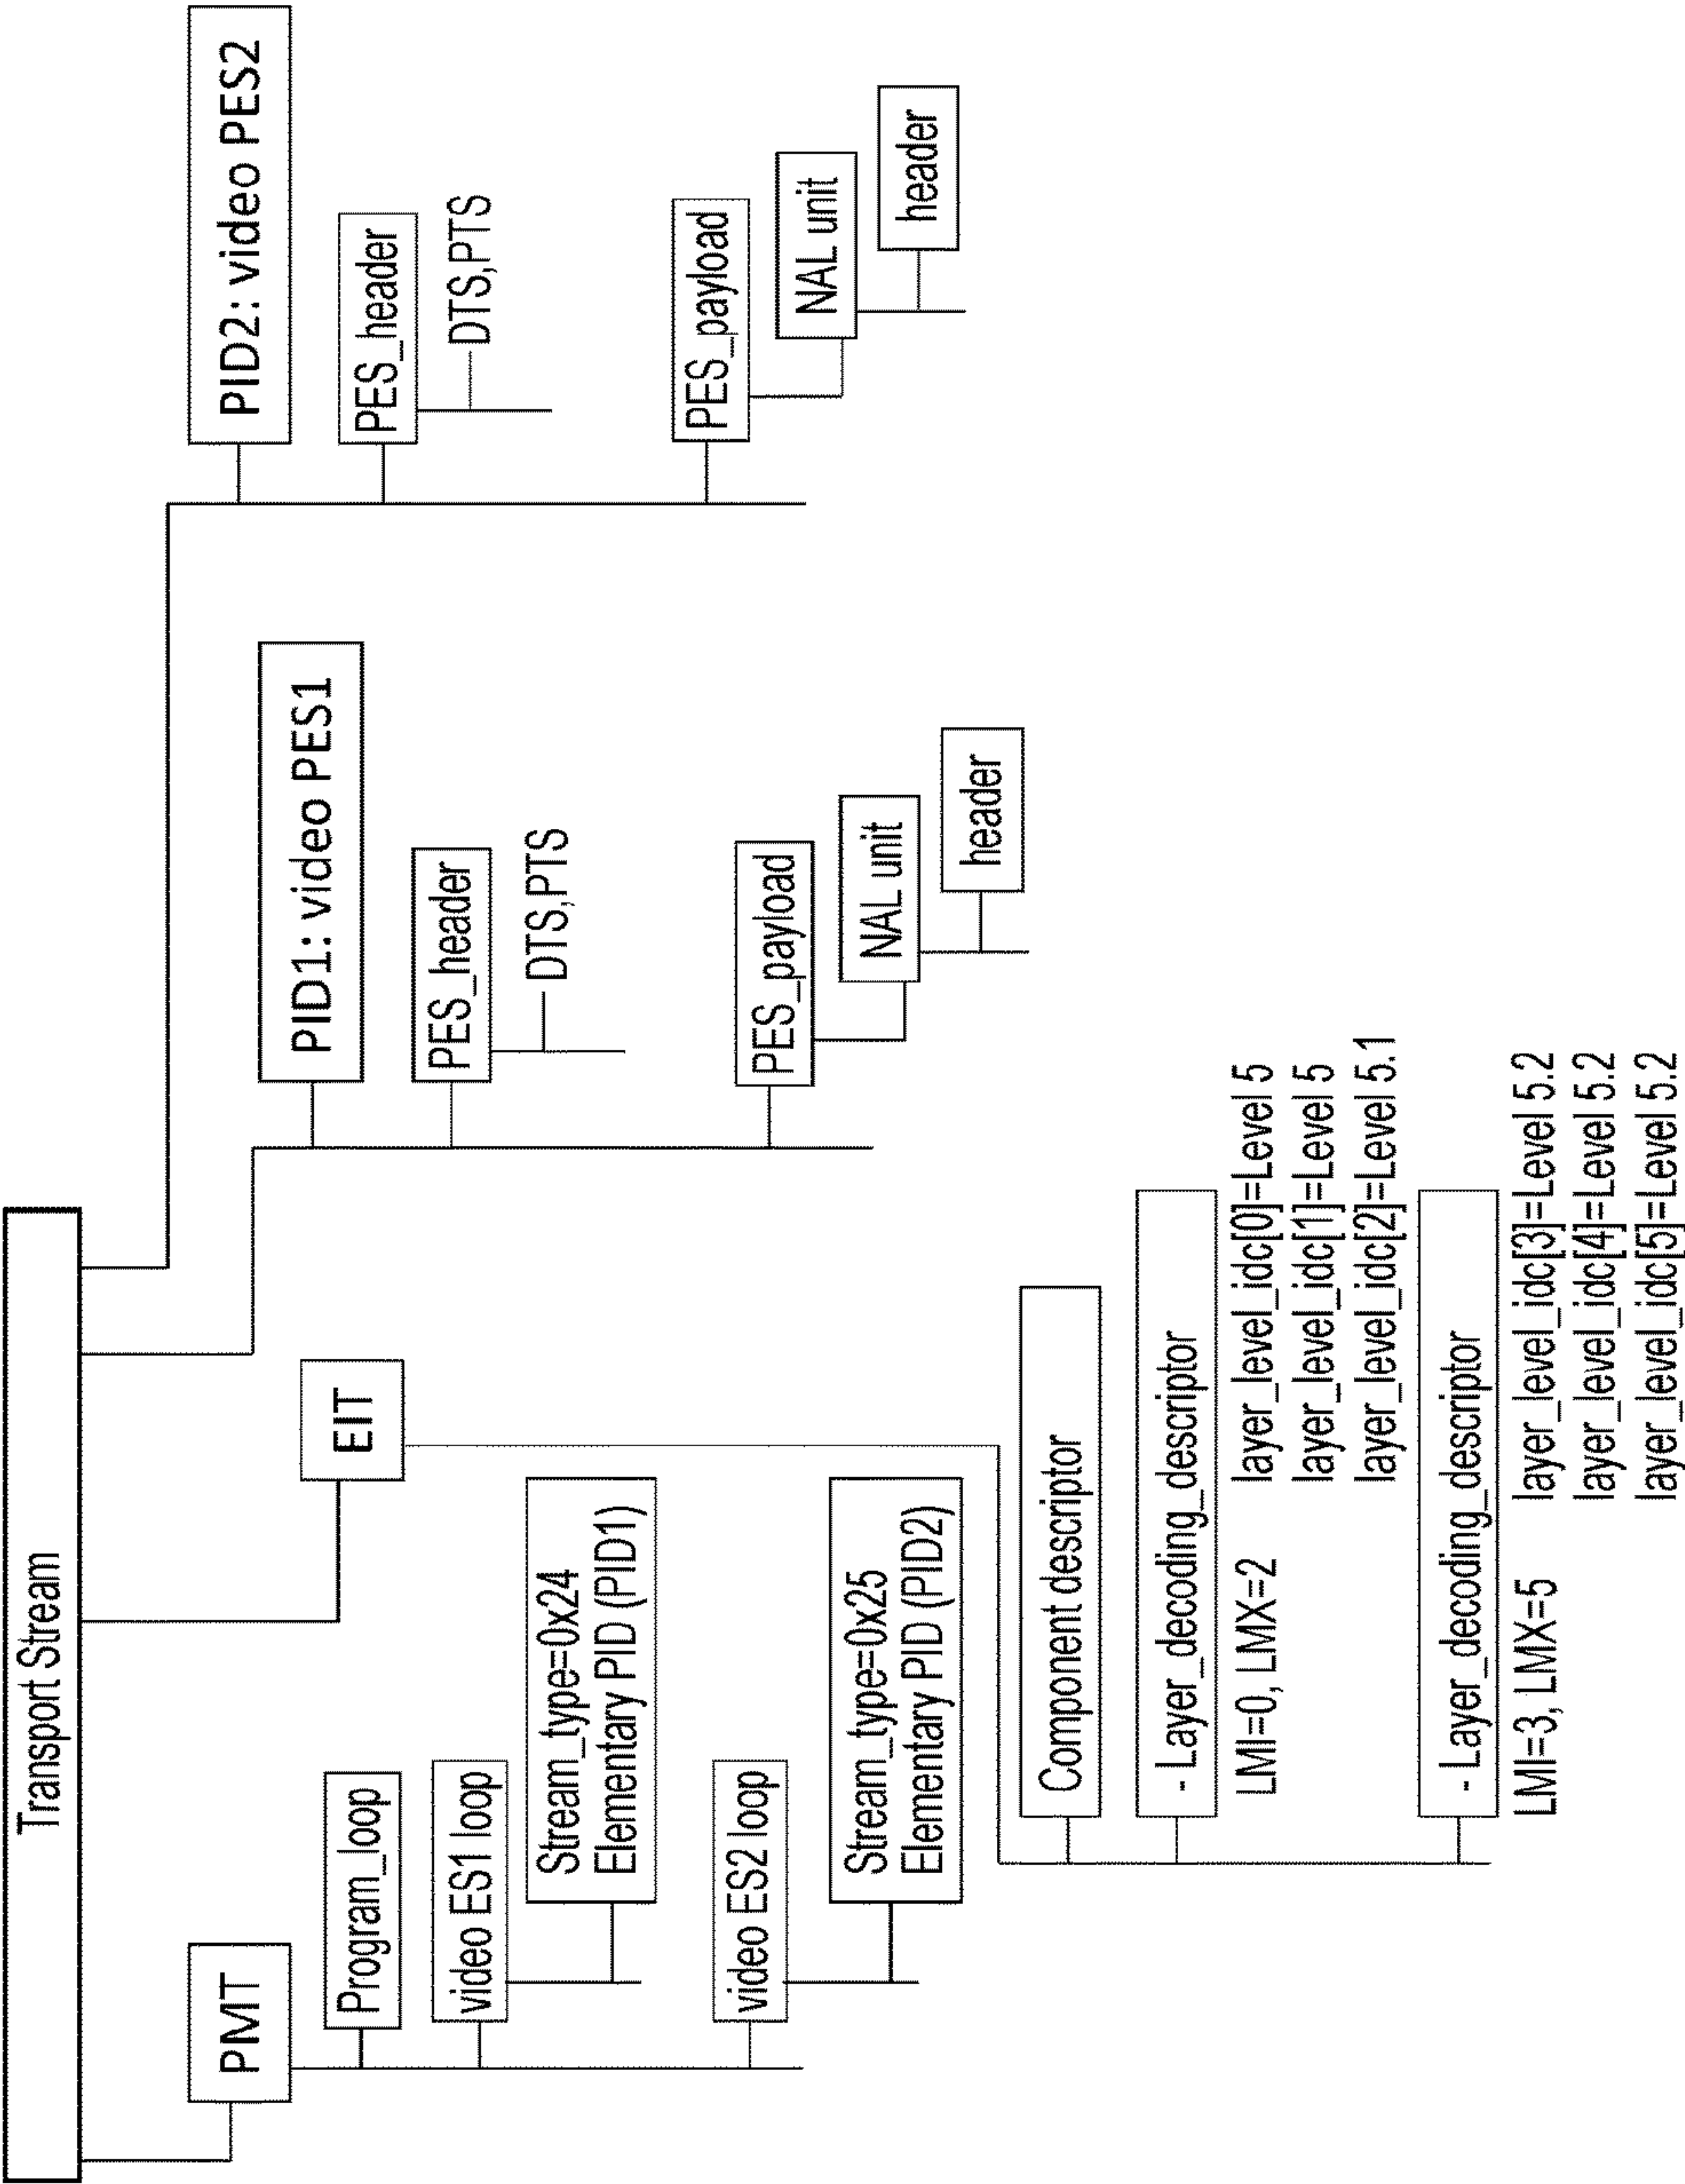 Transport Stream
PMT
Program_loop
video ES1 loop
Stream_type=0x24
Elementary PID (PID1)
video ES2 loop
Stream_type=0x25
Elementary PID (PID2)
EIT
Component descriptor
- Layer_decoding_descriptor
LMI=0, LMX=2
layer_level_idc[0]=Level 5
layer_level_idc[1]=Level 5
layer_level_idc[2]=Level 5.1
- Layer_decoding_descriptor
LMI=3, LMX=5
layer_level_idc[3]=Level 5.2
layer_level_idc[4]=Level 5.2
layer_level_idc[5]=Level 5.2
PID1: video PES1
PES_header
DTS,PTS
PES_payload
NAL unit
header
PID2: video PES2
PES_header
DTS,PTS
PES_payload
NAL unit
header